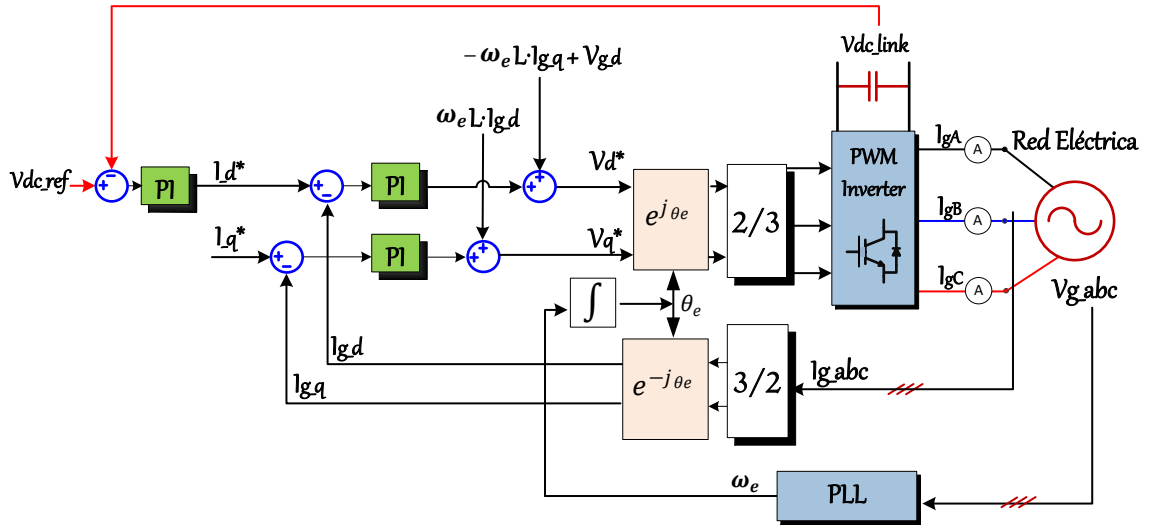 Vdc_link
- ωe L·Ig_q + Vg_d
ωe L·Ig_d
Vdc_ref
+
-
PI
I_d*
+
-
PI
+
+
Vd*
I_q*
+
-
PI
+
+
Vq*
e^{jθe}
2/3
PWM
Inverter
IgA
A
IgB
A
IgC
A
Red Eléctrica
Vg_abc
∫
θe
Ig_d
Ig_q
e^{-jθe}
3/2
Ig_abc
ωe
PLL